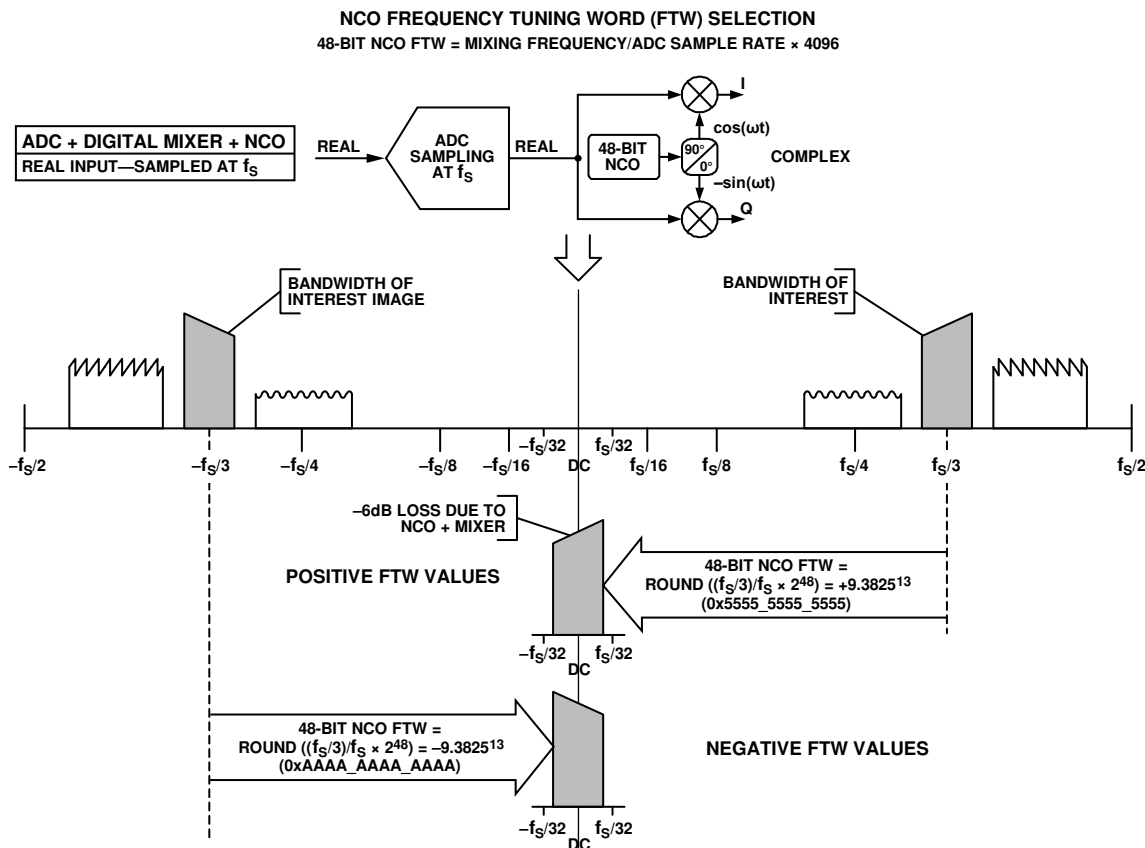 NCO FREQUENCY TUNING WORD (FTW) SELECTION
48-BIT NCO FTW = MIXING FREQUENCY/ADC SAMPLE RATE × 4096
ADC + DIGITAL MIXER + NCO
REAL INPUT—SAMPLED AT fS
REAL
ADC
SAMPLING
AT fS
REAL
48-BIT
NCO
90°
0°
I
cos(ωt)
COMPLEX
–sin(ωt)
Q
BANDWIDTH OF
INTEREST IMAGE
BANDWIDTH OF
INTEREST
–fS/2
–fS/3
–fS/4
–fS/8
–fS/16
–fS/32
DC
fS/32
fS/16
fS/8
fS/4
fS/3
fS/2
–6dB LOSS DUE TO
NCO + MIXER
POSITIVE FTW VALUES
48-BIT NCO FTW =
ROUND ((fS/3)/fS × 2^48) = +9.3825^13
(0x5555_5555_5555)
–fS/32
DC
fS/32
48-BIT NCO FTW =
ROUND ((fS/3)/fS × 2^48) = –9.3825^13
(0xAAAA_AAAA_AAAA)
NEGATIVE FTW VALUES
–fS/32
DC
fS/32